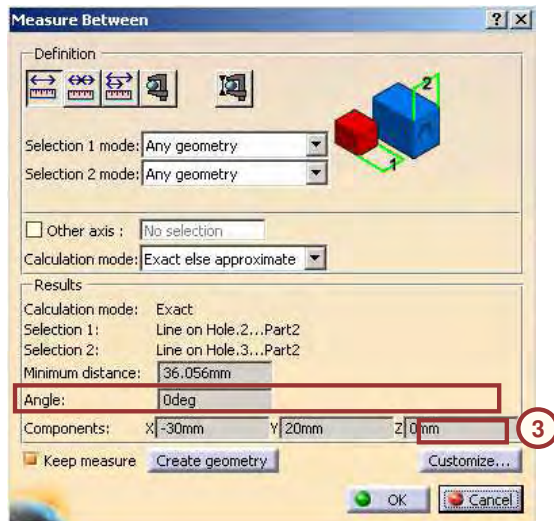 Measure Between ? ×
Definition
2
1
Selection 1 mode: Any geometry
Selection 2 mode: Any geometry
Other axis : No selection
Calculation mode: Exact else approximate
Results
Calculation mode: Exact
Selection 1: Line on Hole.2...Part2
Selection 2: Line on Hole.3...Part2
Minimum distance: 36.056mm
Angle: 0deg
Components: X -30mm Y 20mm Z 0mm
3
Keep measure Create geometry Customize...
OK Cancel